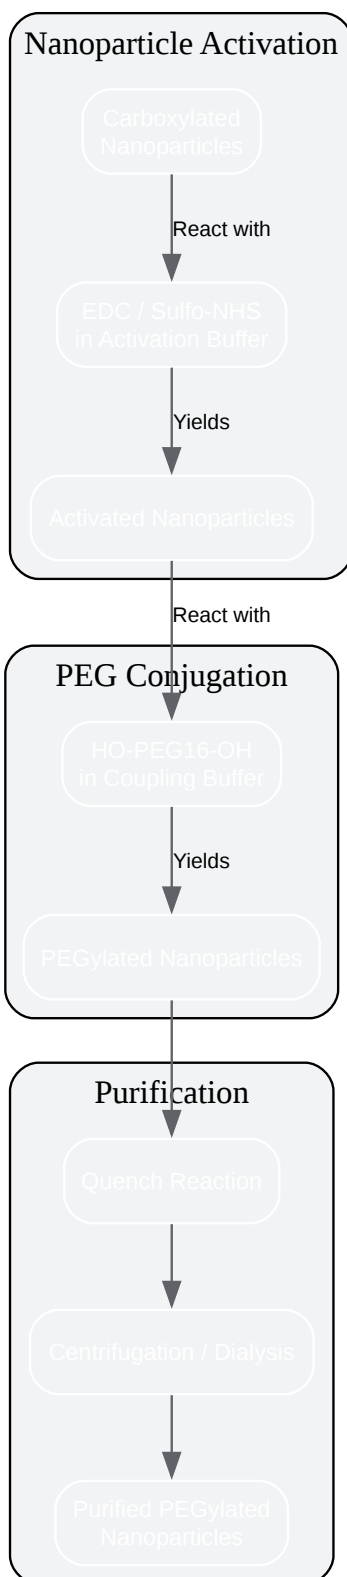 Nanoparticle Activation
Carboxylated
Nanoparticles
React with
EDC / Sulfo-NHS
in Activation Buffer
Yields
Activated Nanoparticles
React with
PEG Conjugation
HO-PEG16-OH
in Coupling Buffer
Yields
PEGylated Nanoparticles
Purification
Quench Reaction
Centrifugation / Dialysis
Purified PEGylated
Nanoparticles